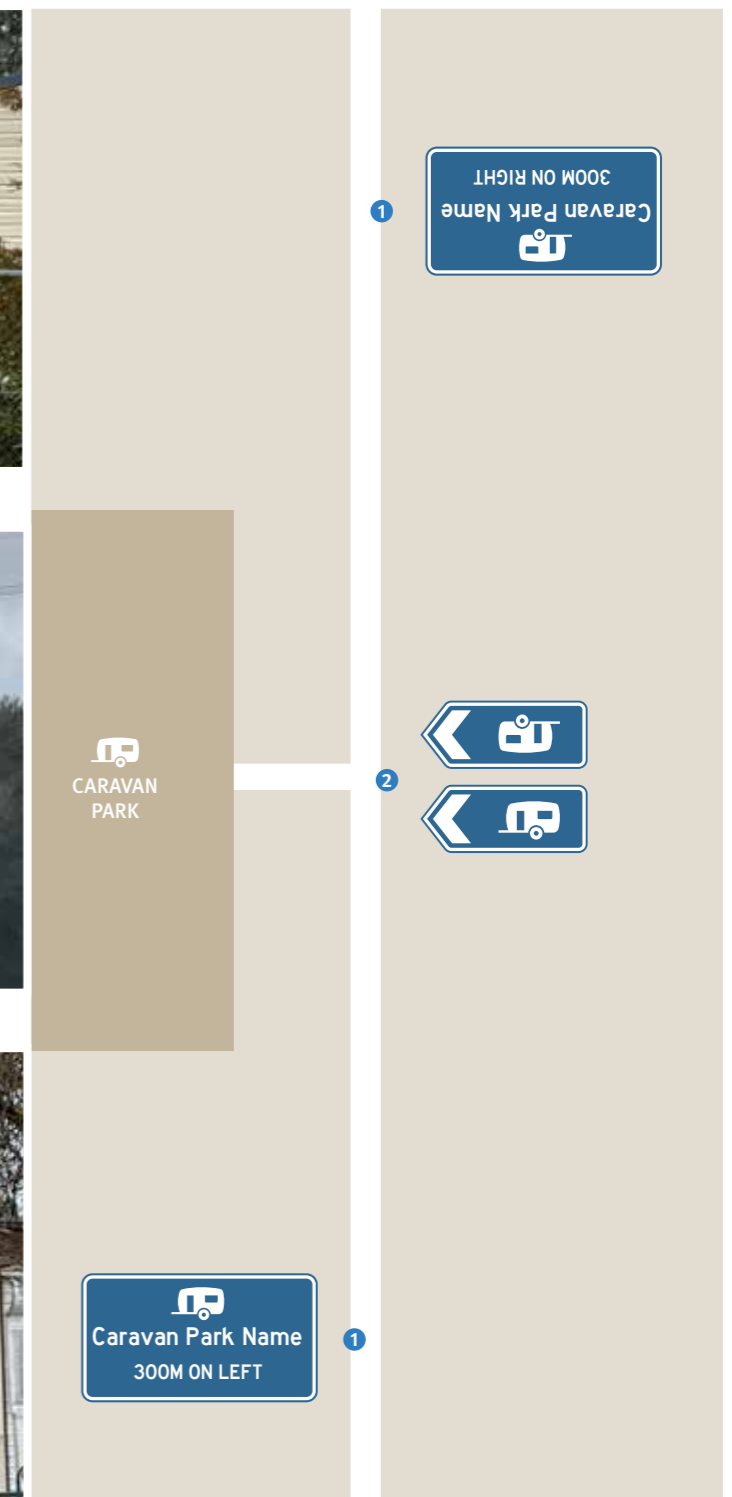 Caravan Park Name
300M ON RIGHT
1
2
CARAVAN
PARK
Caravan Park Name
300M ON LEFT
1